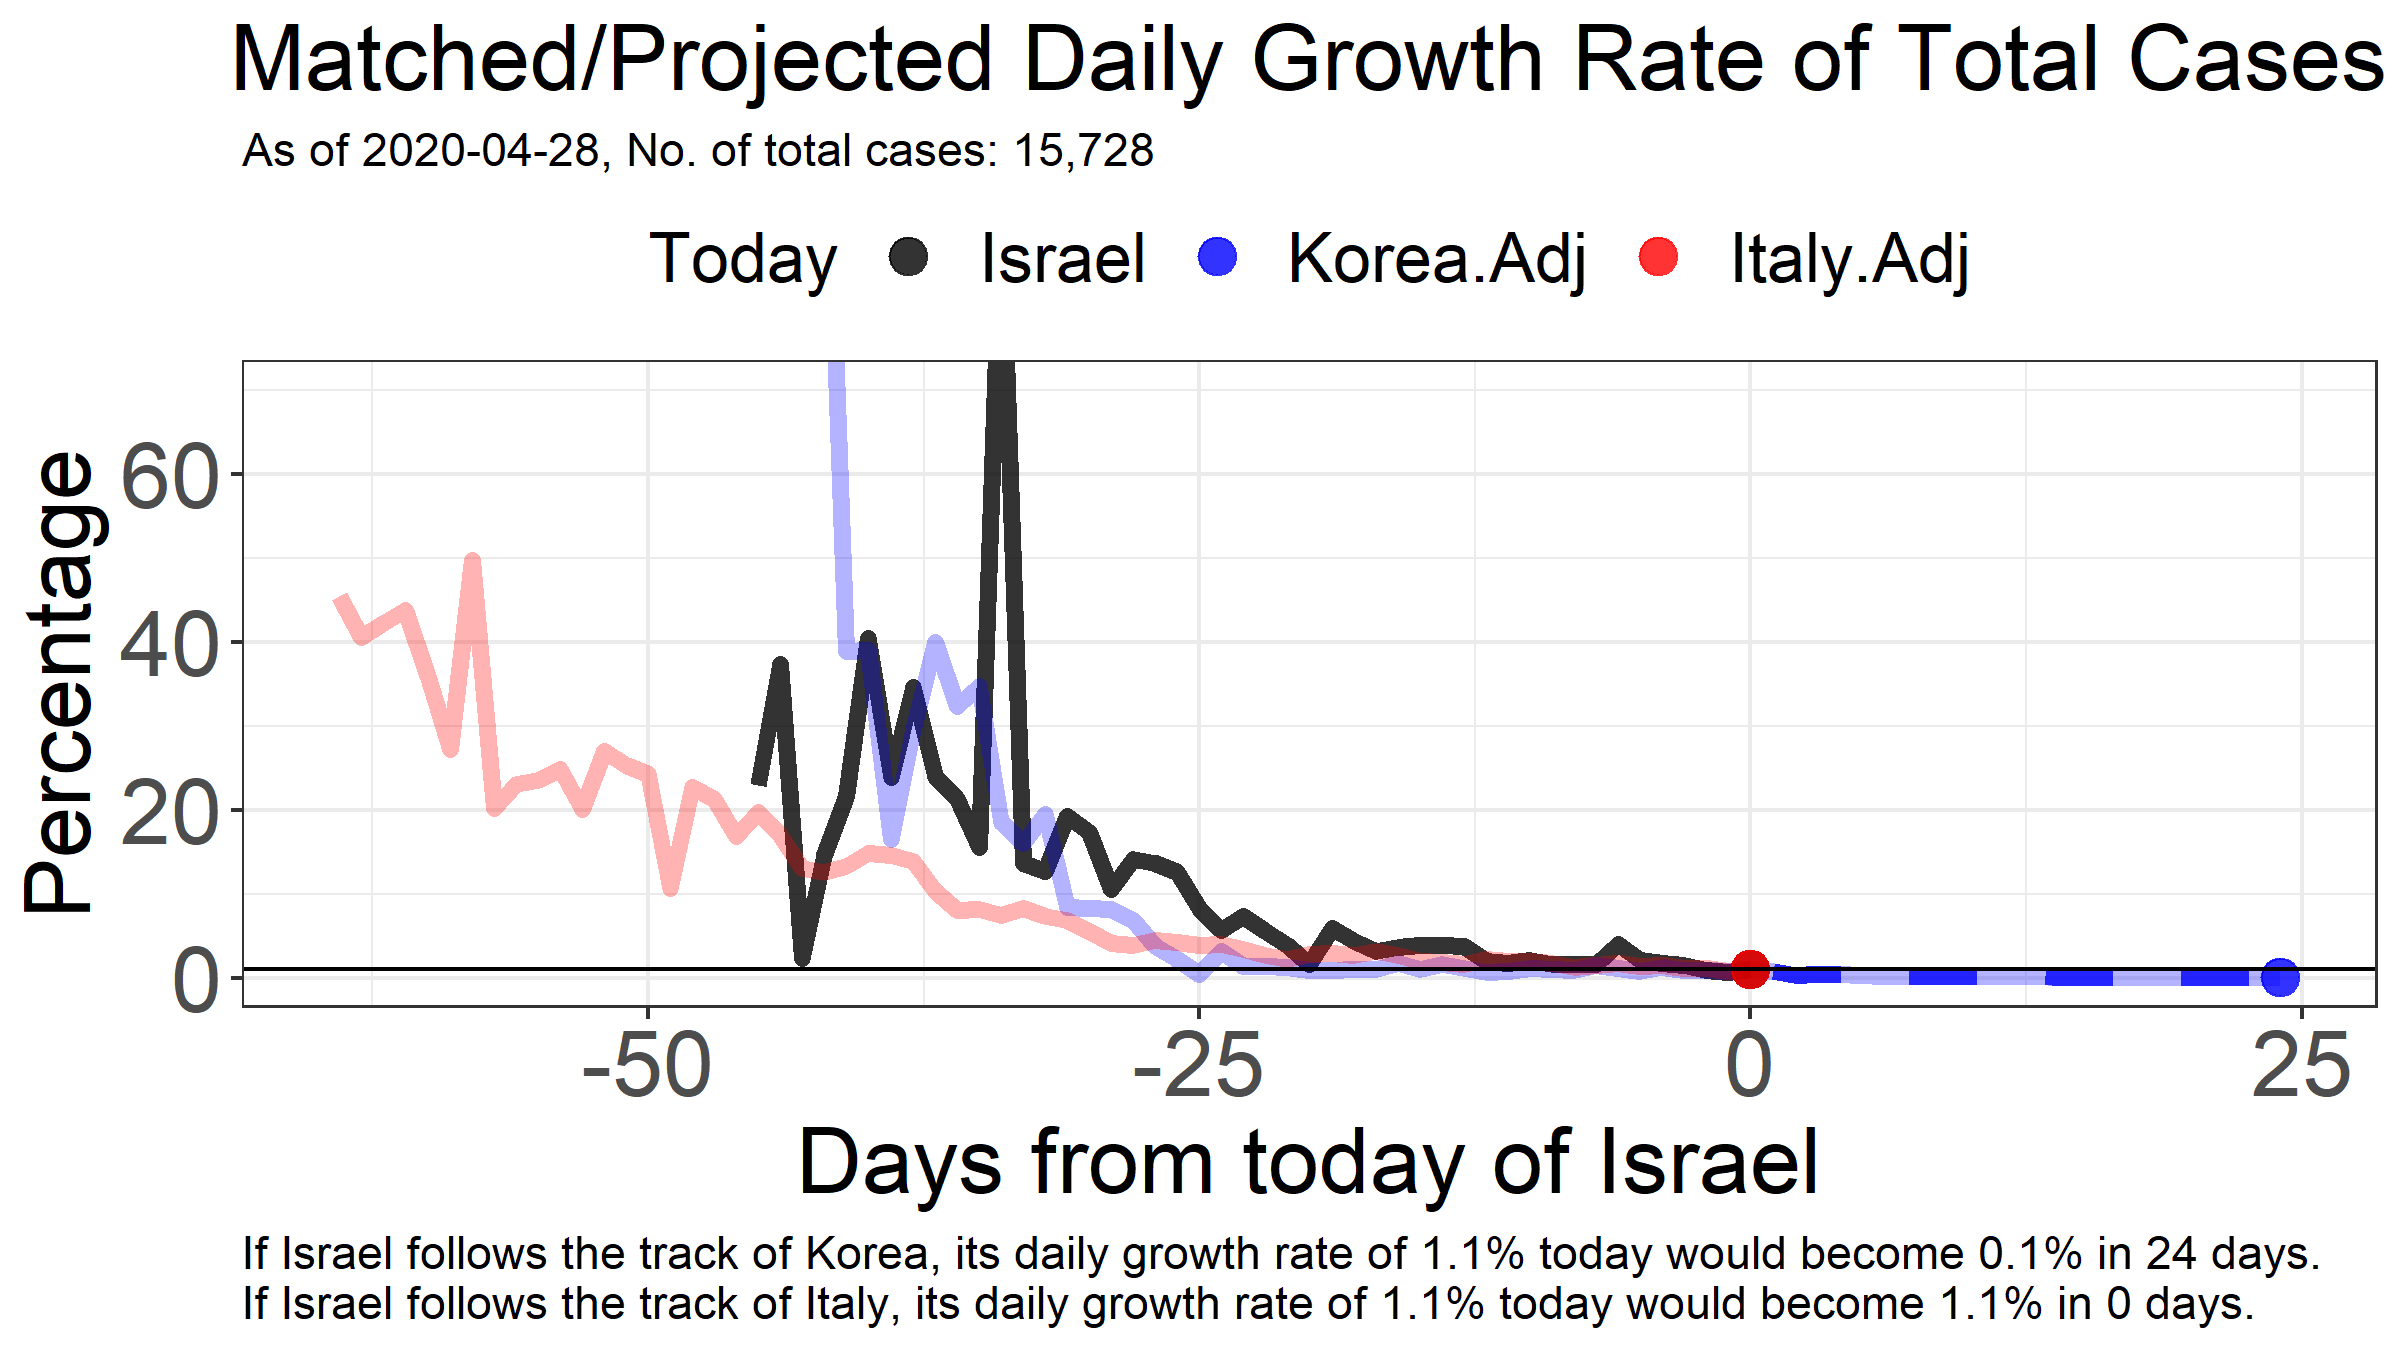 Matched/Projected Daily Growth Rate of Total Cases
As of 2020-04-28, No. of total cases: 15,728
Today Israel Korea.Adj Italy.Adj
Percentage
60
40
20
0
-50 -25 0 25
Days from today of Israel
If Israel follows the track of Korea, its daily growth rate of 1.1% today would become 0.1% in 24 days.
If Israel follows the track of Italy, its daily growth rate of 1.1% today would become 1.1% in 0 days.